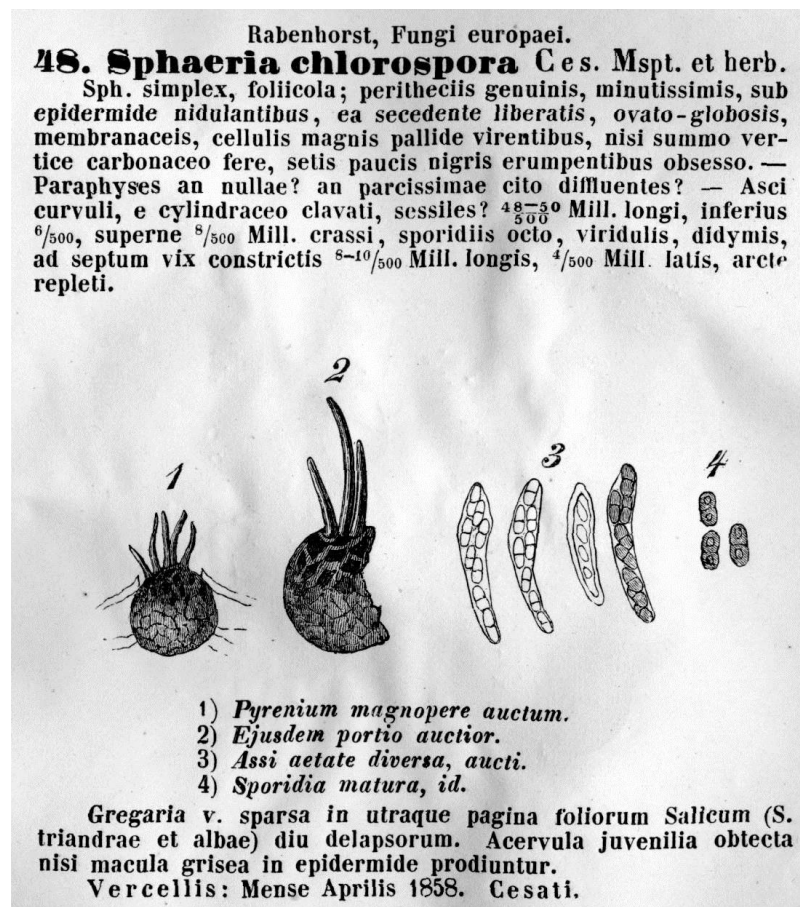 Rabenhorst, Fungi europaei.
48. Sphaeria chlorospora Ces. Mspt. et herb.
Sph. simplex, foliicola; peritheciis genuinis, minutissimis, sub
epidermide nidulantibus, ea secedente liberatis, ovato-globosis,
membranaceis, cellulis magnis pallide virentibus, nisi summo ver-
tice carbonaceo fere, setis paucis nigris erumpentibus obsesso. —
Paraphyses an nullae? an parcissimae cito diffluentes? — Asci
curvuli, e cylindraceo clavati, sessiles? 48–50/500 Mill. longi, inferius
6/500, superne 8/500 Mill. crassi, sporidiis octo, viridulis, didymis,
ad septum vix constrictis 8–10/500 Mill. longis, 4/500 Mill. latis, arcte
repleti.
2
3
4
1
1) Pyrenium magnopere auctum.
2) Ejusdem portio auctior.
3) Assi aetate diversa, aucti.
4) Sporidia matura, id.
Gregaria v. sparsa in utraque pagina foliorum Salicum (S.
triandrae et albae) diu delapsorum. Acervula juvenilia obtecta
nisi macula grisea in epidermide prodiuntur.
Vercellis: Mense Aprilis 1858. Cesati.